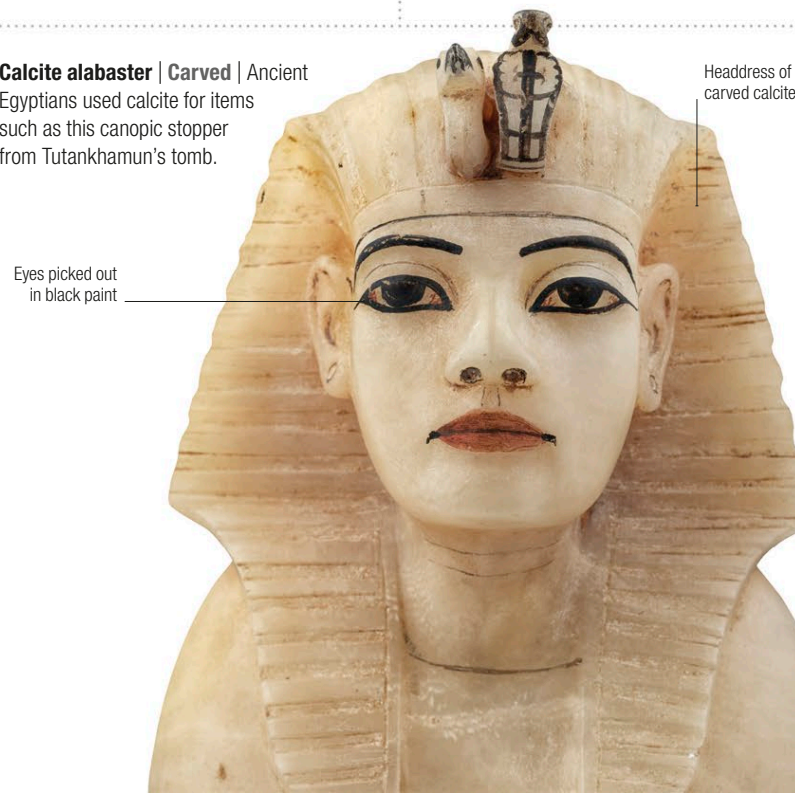 Calcite alabaster | Carved | Ancient
Egyptians used calcite for items
such as this canopic stopper
from Tutankhamun's tomb.
Headdress of
carved calcite
Eyes picked out
in black paint